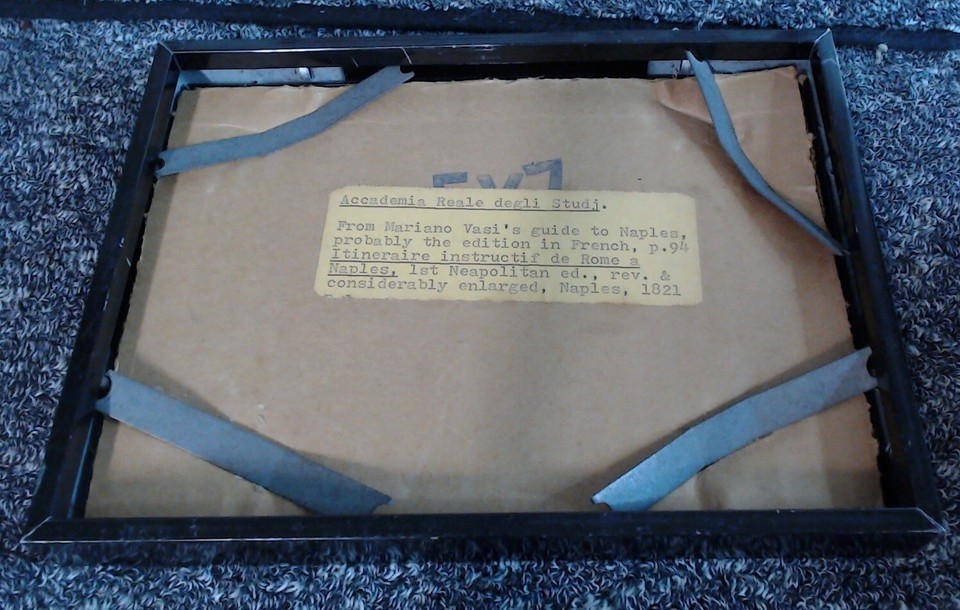 5X7
Accademia Reale degli Studj.
From Mariano Vasi's guide to Naples,
probably the edition in French, p.94
Itineraire instructif de Rome a
Naples, 1st Neapolitan ed., rev. &
considerably enlarged, Naples, 1821